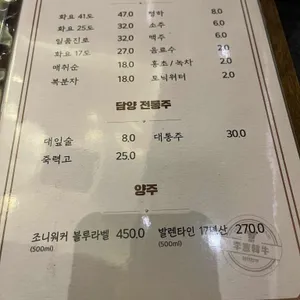 화요 41도 47.0 명하 8.0
화요 25도 32.0 소주 6.0
일품진로 32.0 맥주 6.0
화요 17도 27.0 음료수 2.0
매취순 18.0 홍초/녹차 2.0
복분자 18.0 토닉워터 2.0
담양 전통주
대잎술 8.0 대통주 30.0
죽력고 25.0
양주
조니워커 블루라벨 450.0 발렌타인 17년산 270.0
(500ml) (500ml)